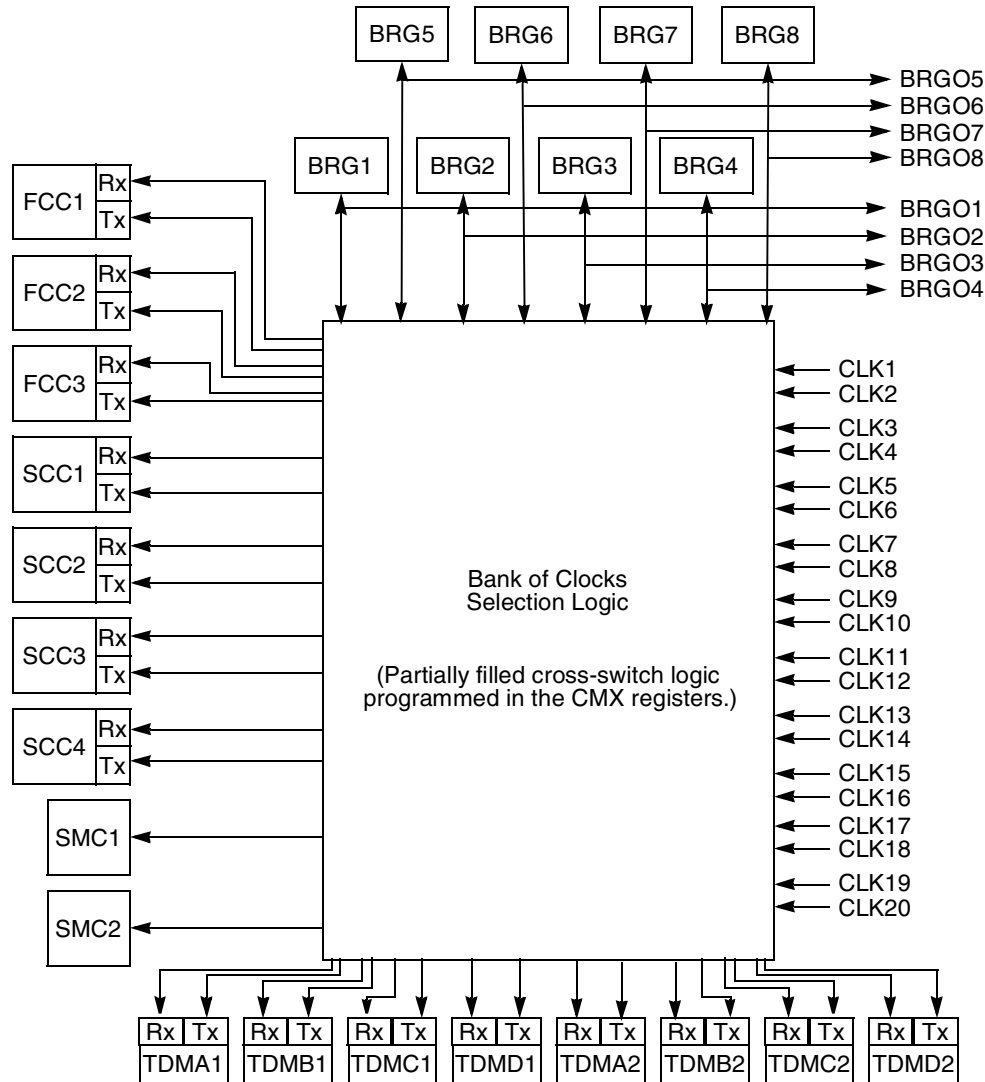 BRG5 BRG6 BRG7 BRG8
BRGO5
BRGO6
BRGO7
BRGO8
BRG1 BRG2 BRG3 BRG4
BRGO1
BRGO2
BRGO3
BRGO4
FCC1 Rx Tx
FCC2 Rx Tx
FCC3 Rx Tx
SCC1 Rx Tx
SCC2 Rx Tx
SCC3 Rx Tx
SCC4 Rx Tx
SMC1
SMC2
Bank of Clocks
Selection Logic
(Partially filled cross-switch logic
programmed in the CMX registers.)
CLK1
CLK2
CLK3
CLK4
CLK5
CLK6
CLK7
CLK8
CLK9
CLK10
CLK11
CLK12
CLK13
CLK14
CLK15
CLK16
CLK17
CLK18
CLK19
CLK20
Rx Tx Rx Tx Rx Tx Rx Tx Rx Tx Rx Tx Rx Tx Rx Tx
TDMA1 TDMB1 TDMC1 TDMD1 TDMA2 TDMB2 TDMC2 TDMD2